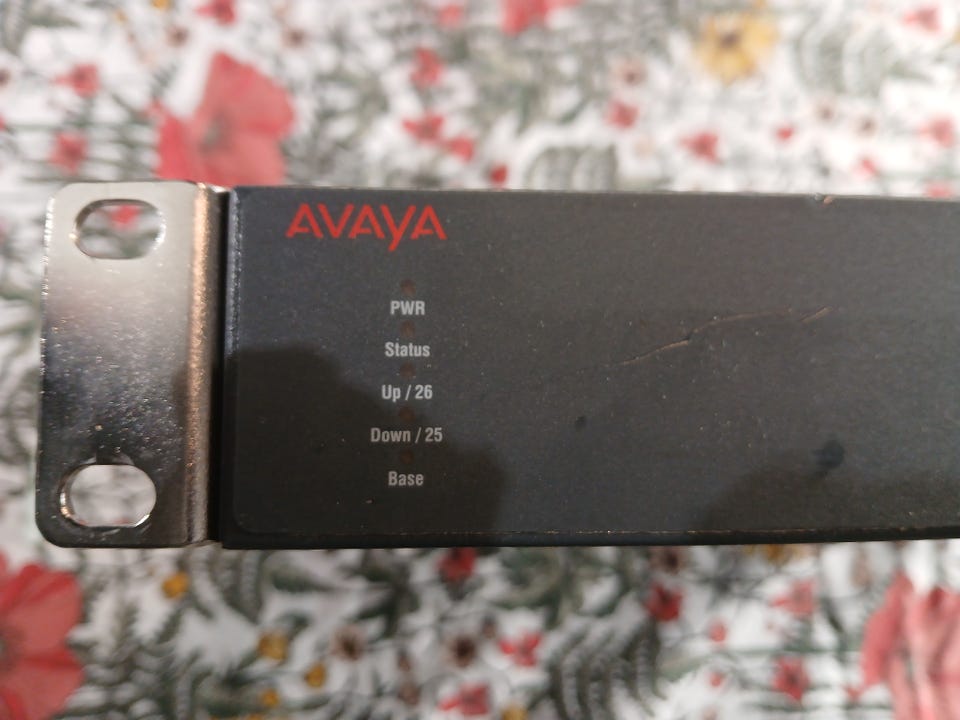 AVAYA
PWR
Status
Up / 26
Down / 25
Base